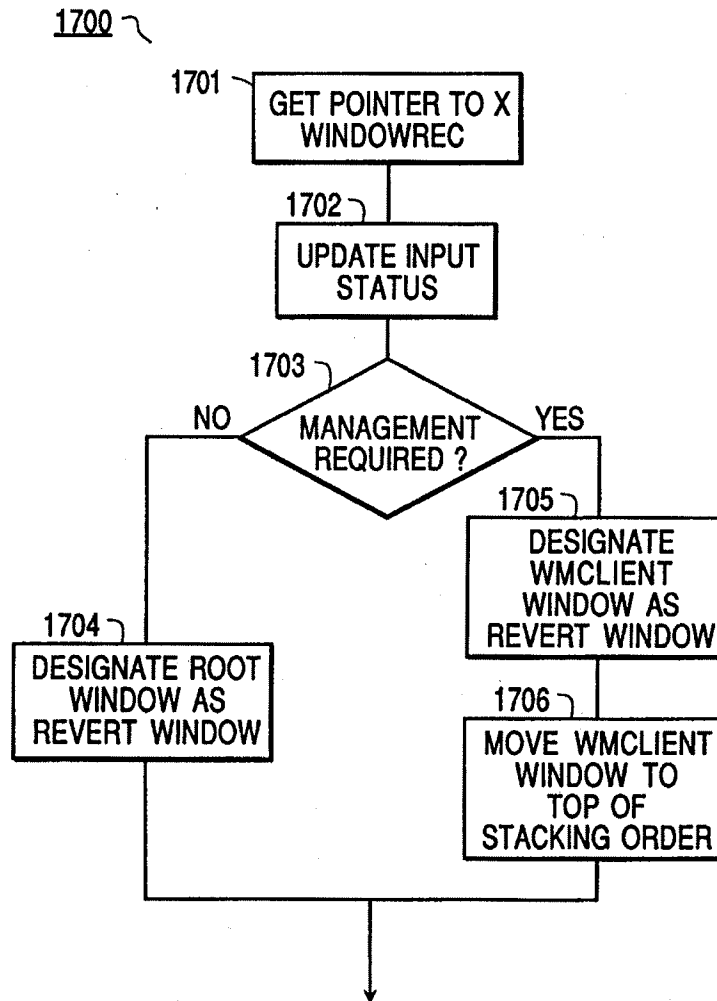 1700
1701
GET POINTER TO X
WINDOWREC
1702
UPDATE INPUT
STATUS
1703
NO
YES
MANAGEMENT
REQUIRED ?
1705
DESIGNATE
WMCLIENT
WINDOW AS
REVERT WINDOW
1704
DESIGNATE ROOT
WINDOW AS
REVERT WINDOW
1706
MOVE WMCLIENT
WINDOW TO
TOP OF
STACKING ORDER